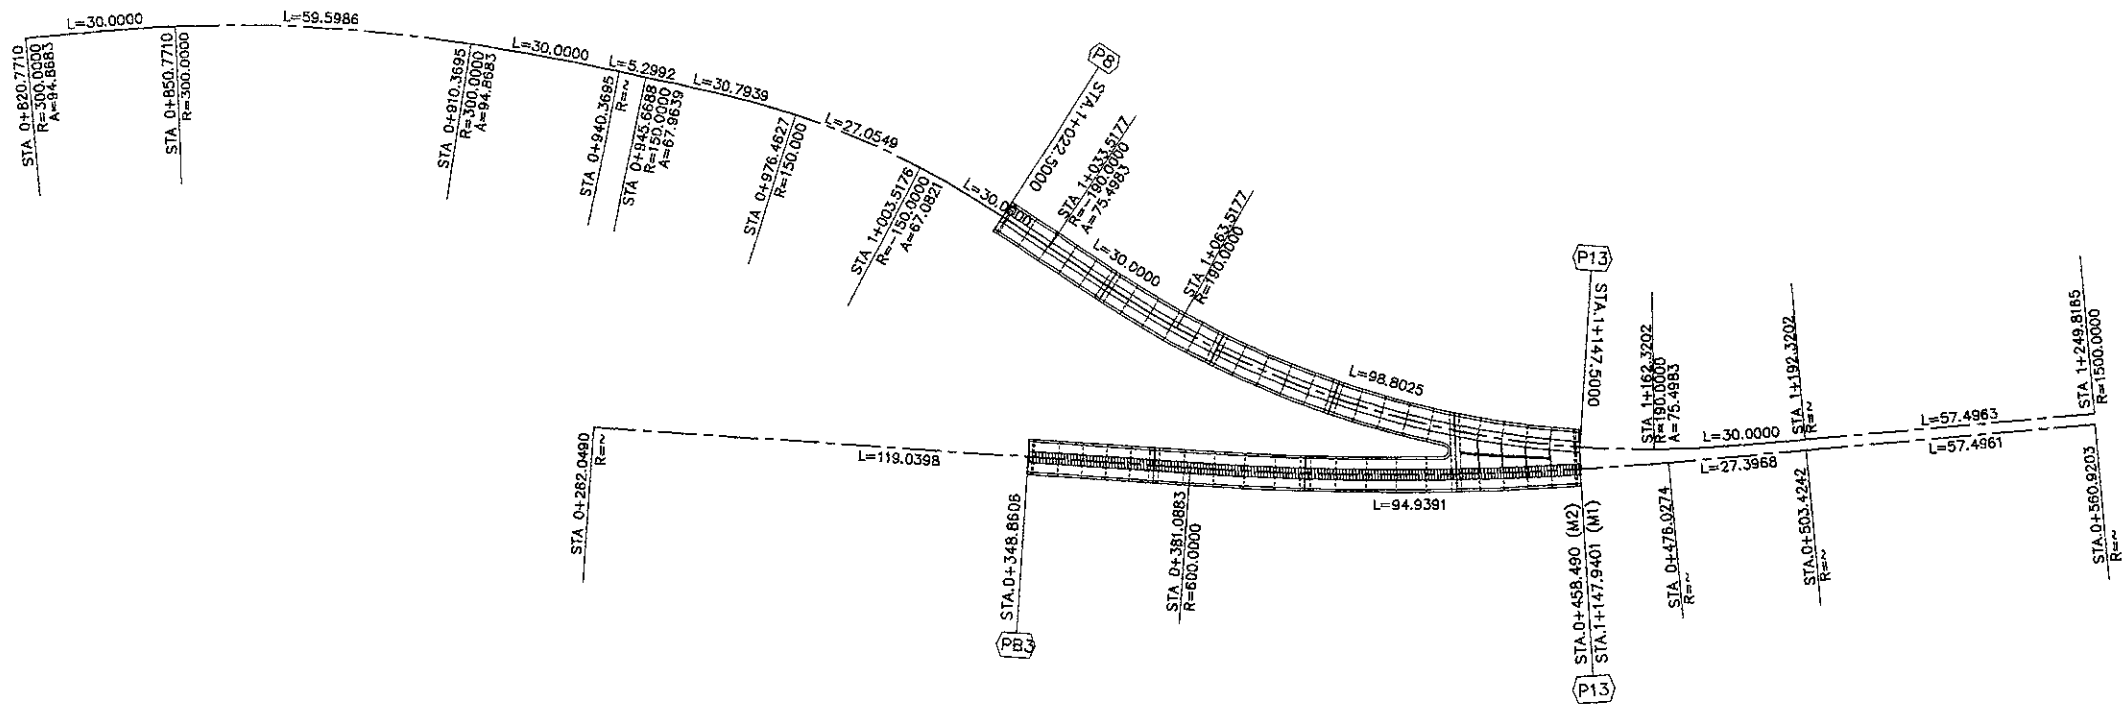 L=30.0000
L=59.5986
STA 0+820.7710
R=300.0000
A=94.8683
STA 0+850.7710
R=300.0000
STA 0+910.3695
R=300.0000
A=94.8683
L=30.0000
L=5.2992
L=30.7939
STA 0+940.3695
R=~
STA 0+945.6688
R=150.0000
A=67.9639
STA 0+976.4627
R=150.000
L=27.0549
STA 1+003.5176
R=-150.0000
A=67.0821
L=30.0000
P8
STA.1+022.5000
STA 1+033.5177
R=-190.0000
A=75.4983
L=30.0000
STA 1+063.5177
R=190.0000
L=98.8025
P13
STA.1+147.5000
STA 1+162.3202
R=190.0000
A=75.4983
L=30.0000
STA 1+192.3202
R=~
L=57.4963
STA 1+249.8165
R=1500.0000
STA 0+262.0490
R=~
L=119.0398
STA.0+348.8606
PB3
STA 0+381.0883
R=600.0000
L=94.9391
STA.0+458.490 (M2)
STA.1+147.9401 (M1)
P13
L=27.3968
STA 0+476.0274
R=~
L=57.4961
STA.0+503.4242
R=~
STA.0+560.9203
R=~